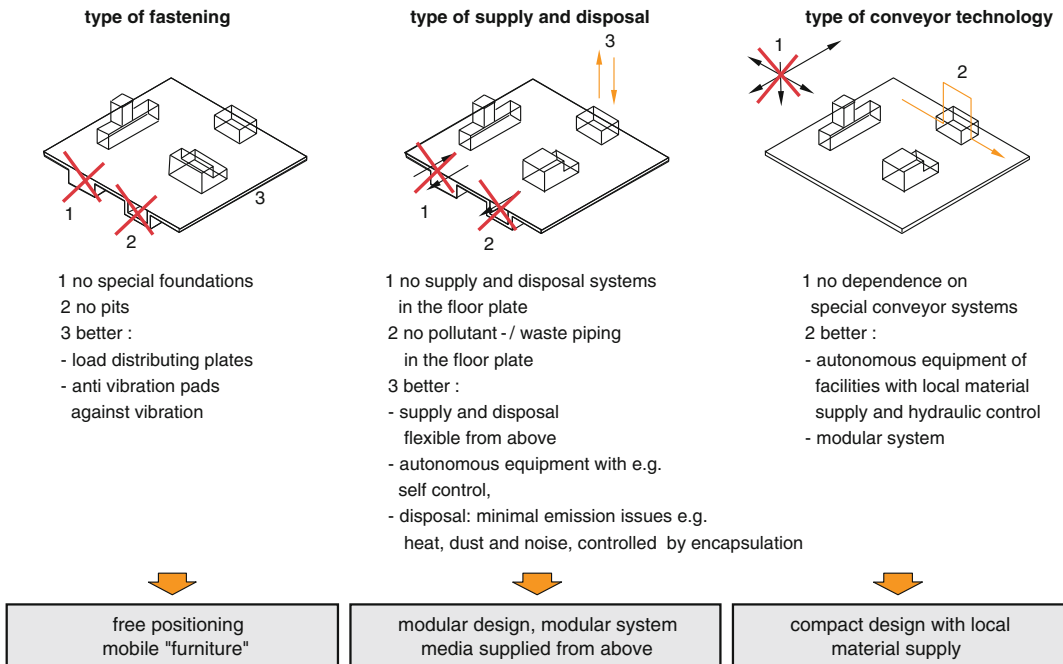 type of fastening
1
2
3
1 no special foundations
2 no pits
3 better :
- load distributing plates
- anti vibration pads
against vibration
free positioning
mobile "furniture"
type of supply and disposal
3
1
2
1 no supply and disposal systems
in the floor plate
2 no pollutant - / waste piping
in the floor plate
3 better :
- supply and disposal
flexible from above
- autonomous equipment with e.g.
self control,
- disposal: minimal emission issues e.g.
heat, dust and noise, controlled by encapsulation
modular design, modular system
media supplied from above
type of conveyor technology
1
2
1 no dependence on
special conveyor systems
2 better :
- autonomous equipment of
facilities with local material
supply and hydraulic control
- modular system
compact design with local
material supply